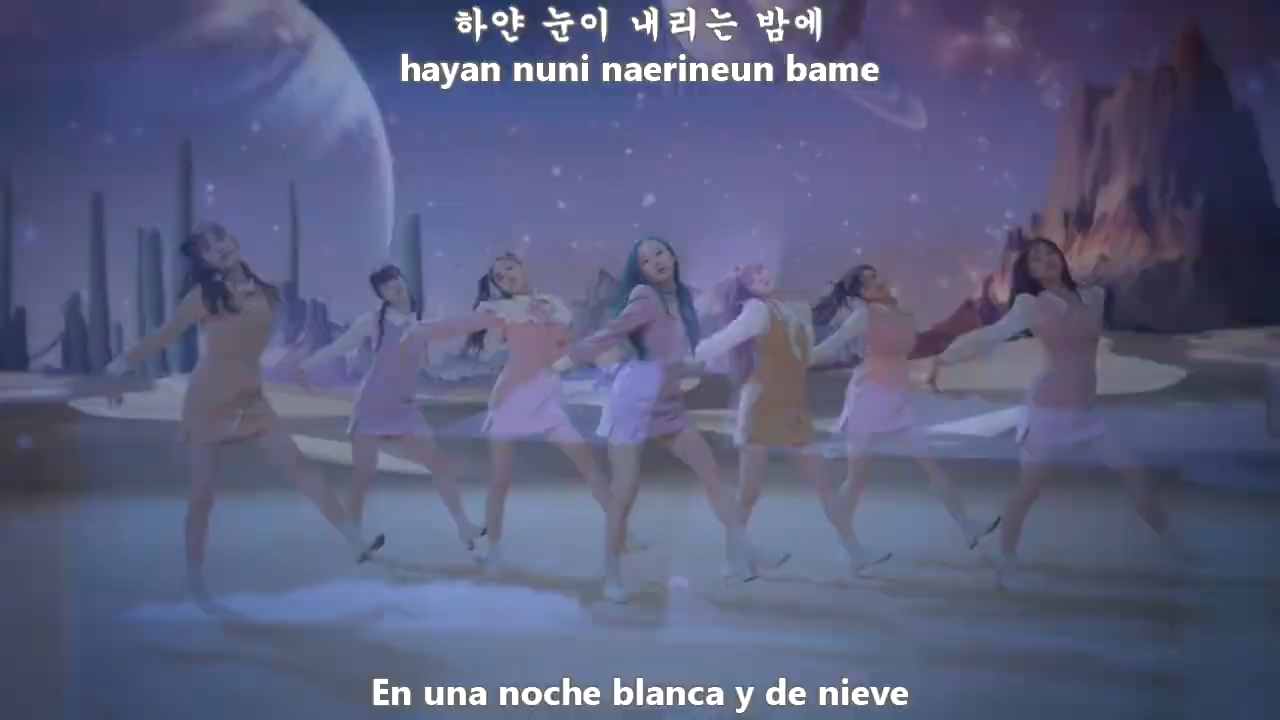 하얀 눈이 내리는 밤에
hayan nuni naerineun bame
En una noche blanca y de nieve